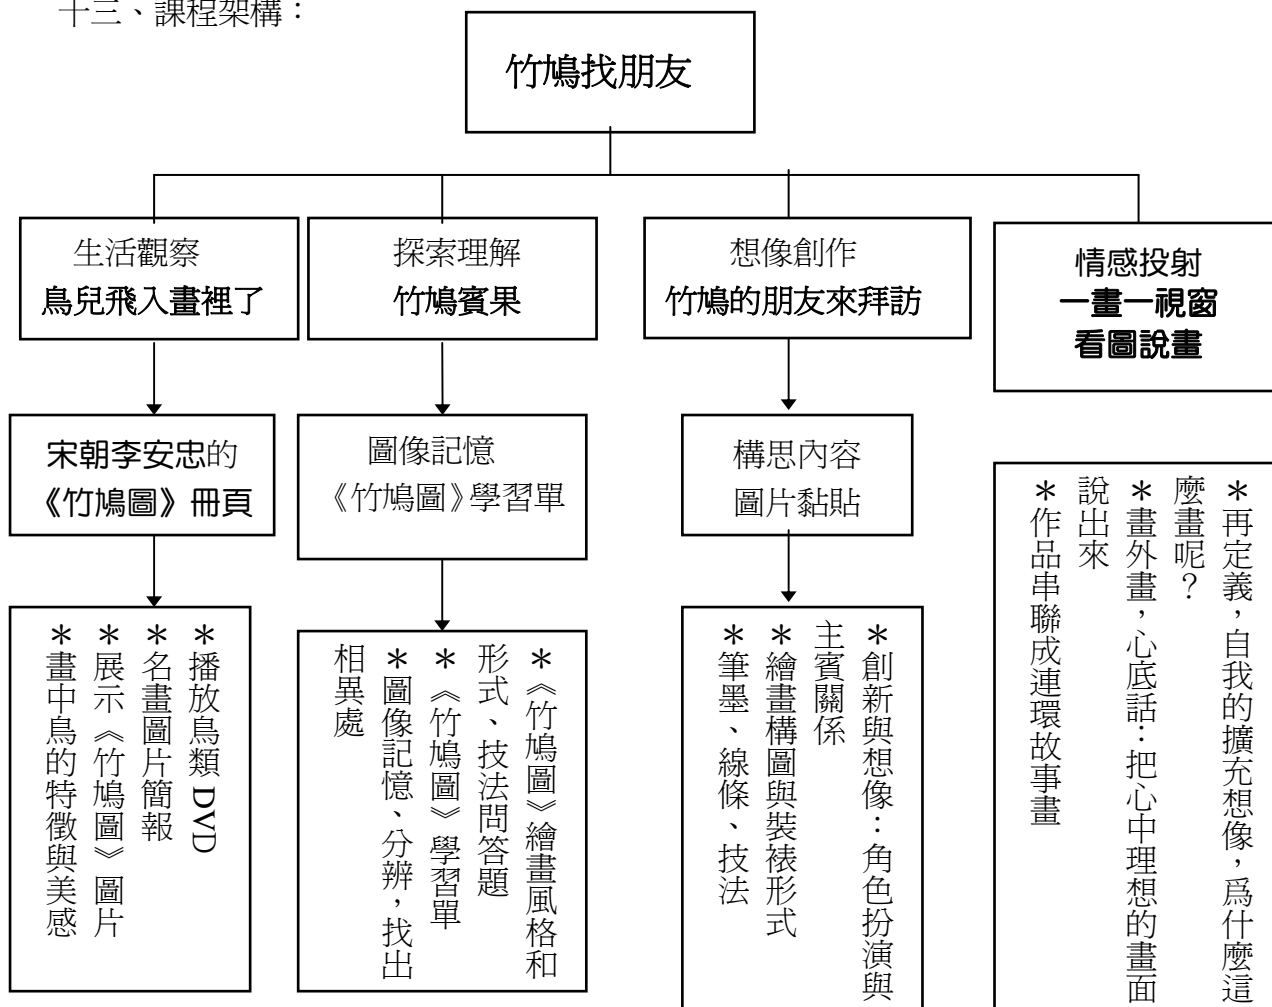 十三、課程架構：
竹鳩找朋友
生活觀察
鳥兒飛入畫裡了
探索理解
竹鳩賓果
想像創作
竹鳩的朋友來拜訪
情感投射
一畫一視窗
看圖說畫
宋朝李安忠的
《竹鳩圖》冊頁
圖像記憶
《竹鳩圖》學習單
構思內容
圖片黏貼
＊播放鳥類 DVD
＊名畫圖片簡報
＊展示《竹鳩圖》圖片
＊畫中鳥的特徵與美感
＊《竹鳩圖》繪畫風格和
形式、技法問答題
＊《竹鳩圖》學習單
＊圖像記憶、分辨，找出
相異處
＊創新與想像：角色扮演與
主賓關係
＊繪畫構圖與裝裱形式
＊筆墨、線條、技法
＊再定義，自我的擴充想像，爲什麼這
麼畫呢？
＊畫外畫，心底話：把心中理想的畫面
說出來
＊作品串聯成連環故事畫